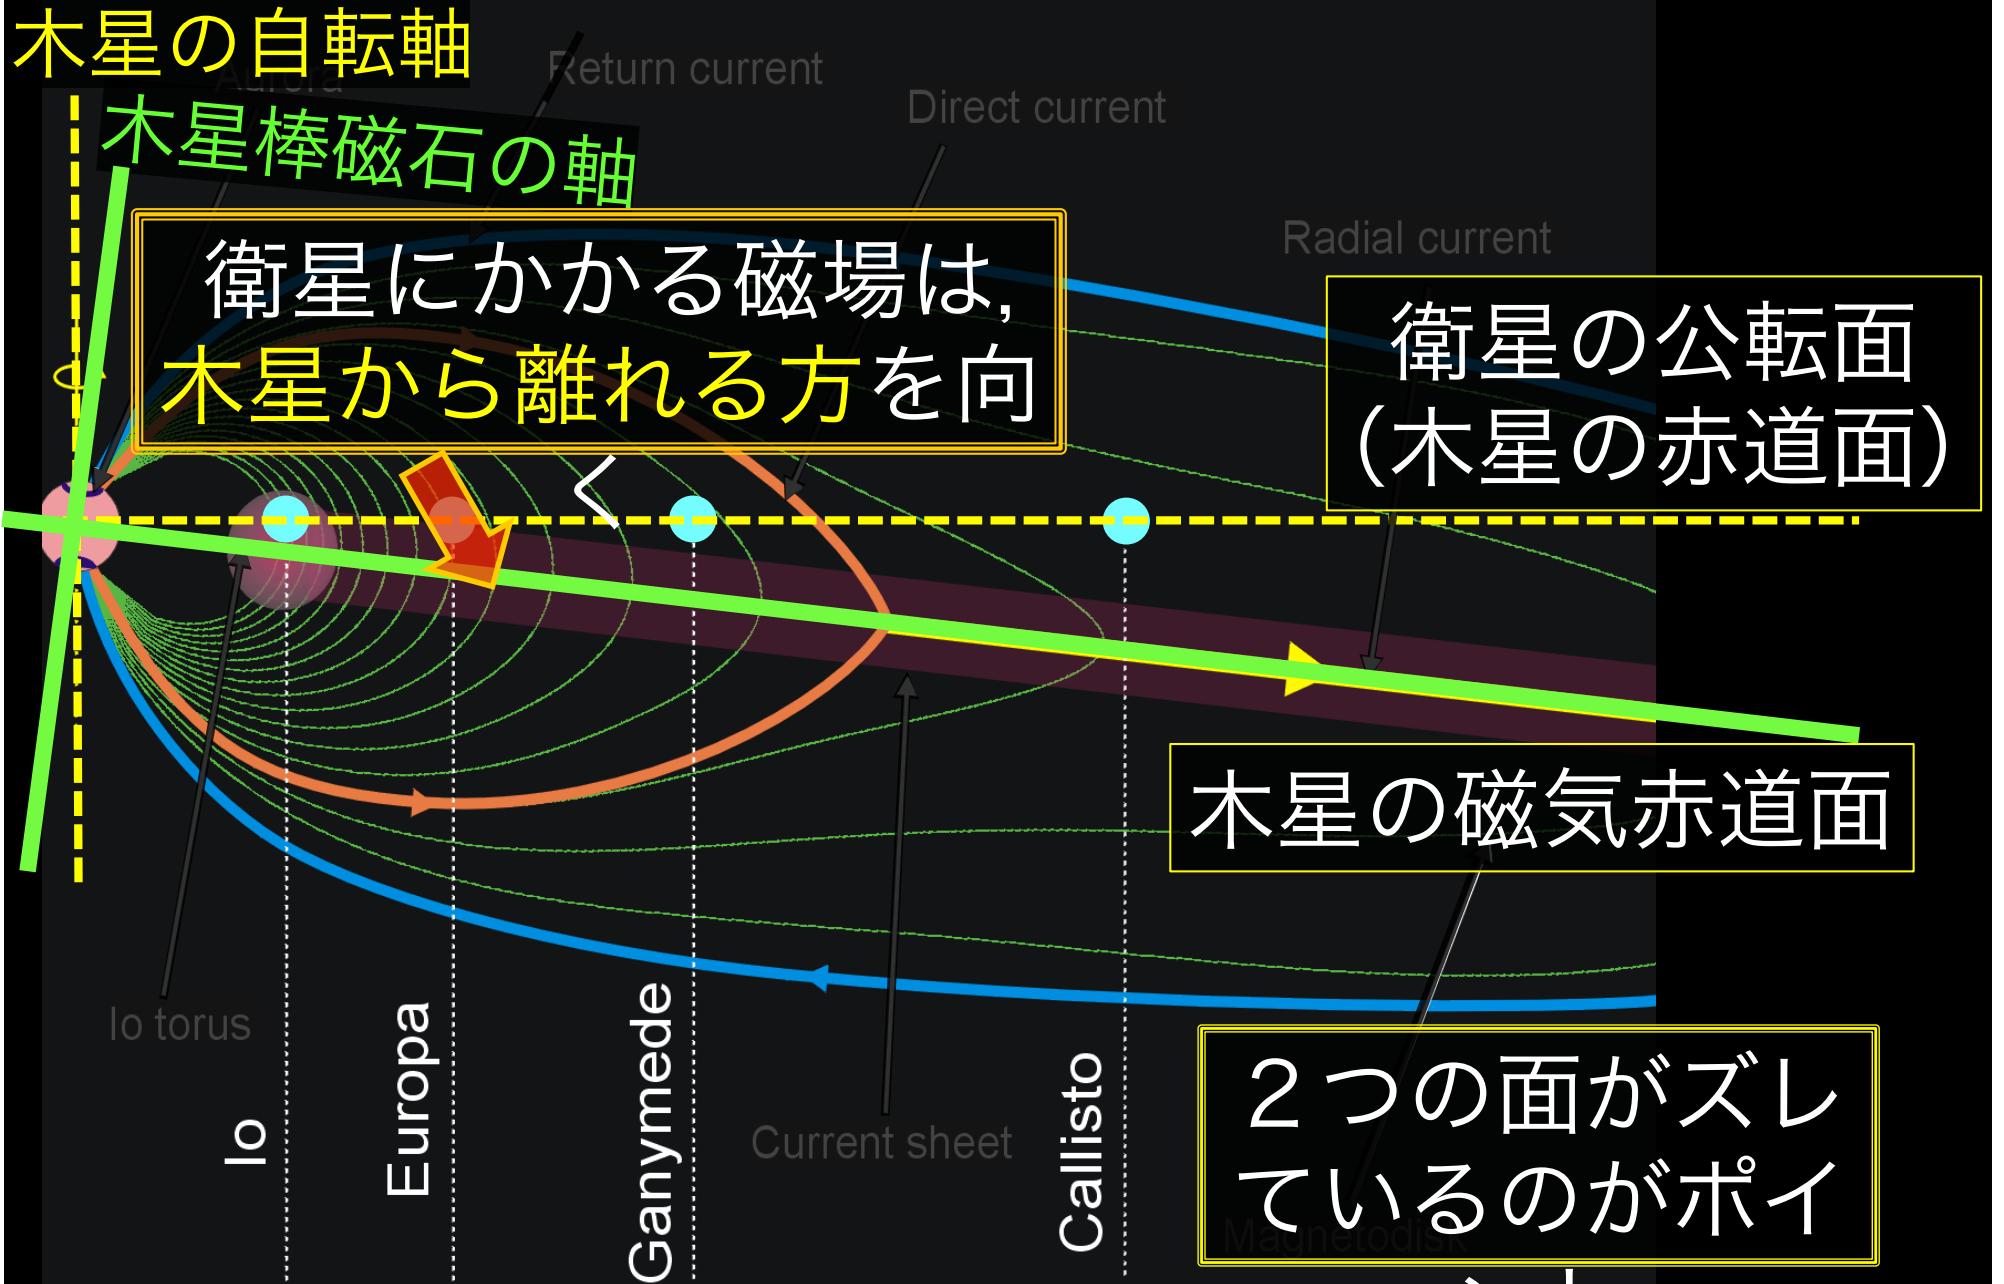 木星の自転軸
Aurora
Return current
Direct current
木星棒磁石の軸
Radial current
衛星にかかる磁場は,
木星から離れる方を向
く
衛星の公転面
（木星の赤道面）
木星の磁気赤道面
Io torus
Io
Europa
Ganymede
Current sheet
Callisto
２つの面がズレ
ているのがポイ
Magnetodisk